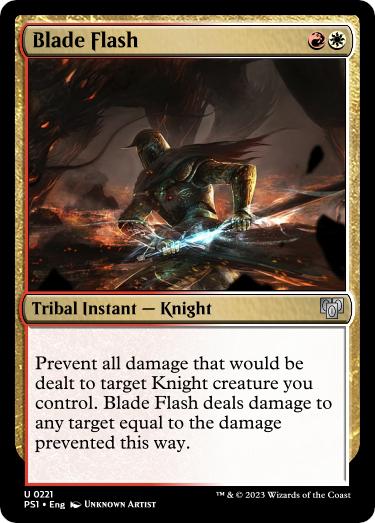 Blade Flash
Tribal Instant — Knight
Prevent all damage that would be
dealt to target Knight creature you
control. Blade Flash deals damage to
any target equal to the damage
prevented this way.
U 0221
PS1 • Eng Unknown Artist
™ & © 2023 Wizards of the Coast